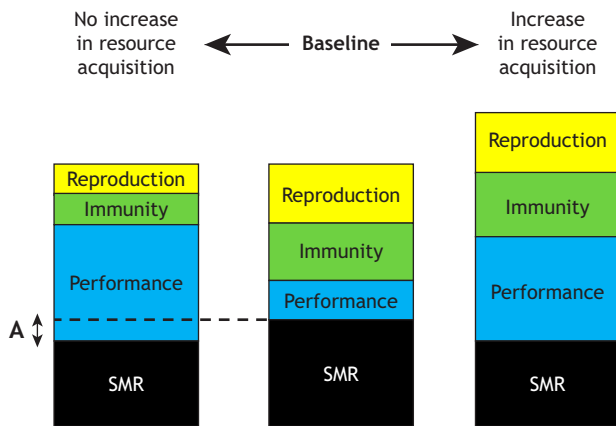 No increase
in resource
acquisition
Baseline
Increase
in resource
acquisition
Reproduction
Immunity
Performance
SMR
A
Reproduction
Immunity
Performance
SMR
Reproduction
Immunity
Performance
SMR